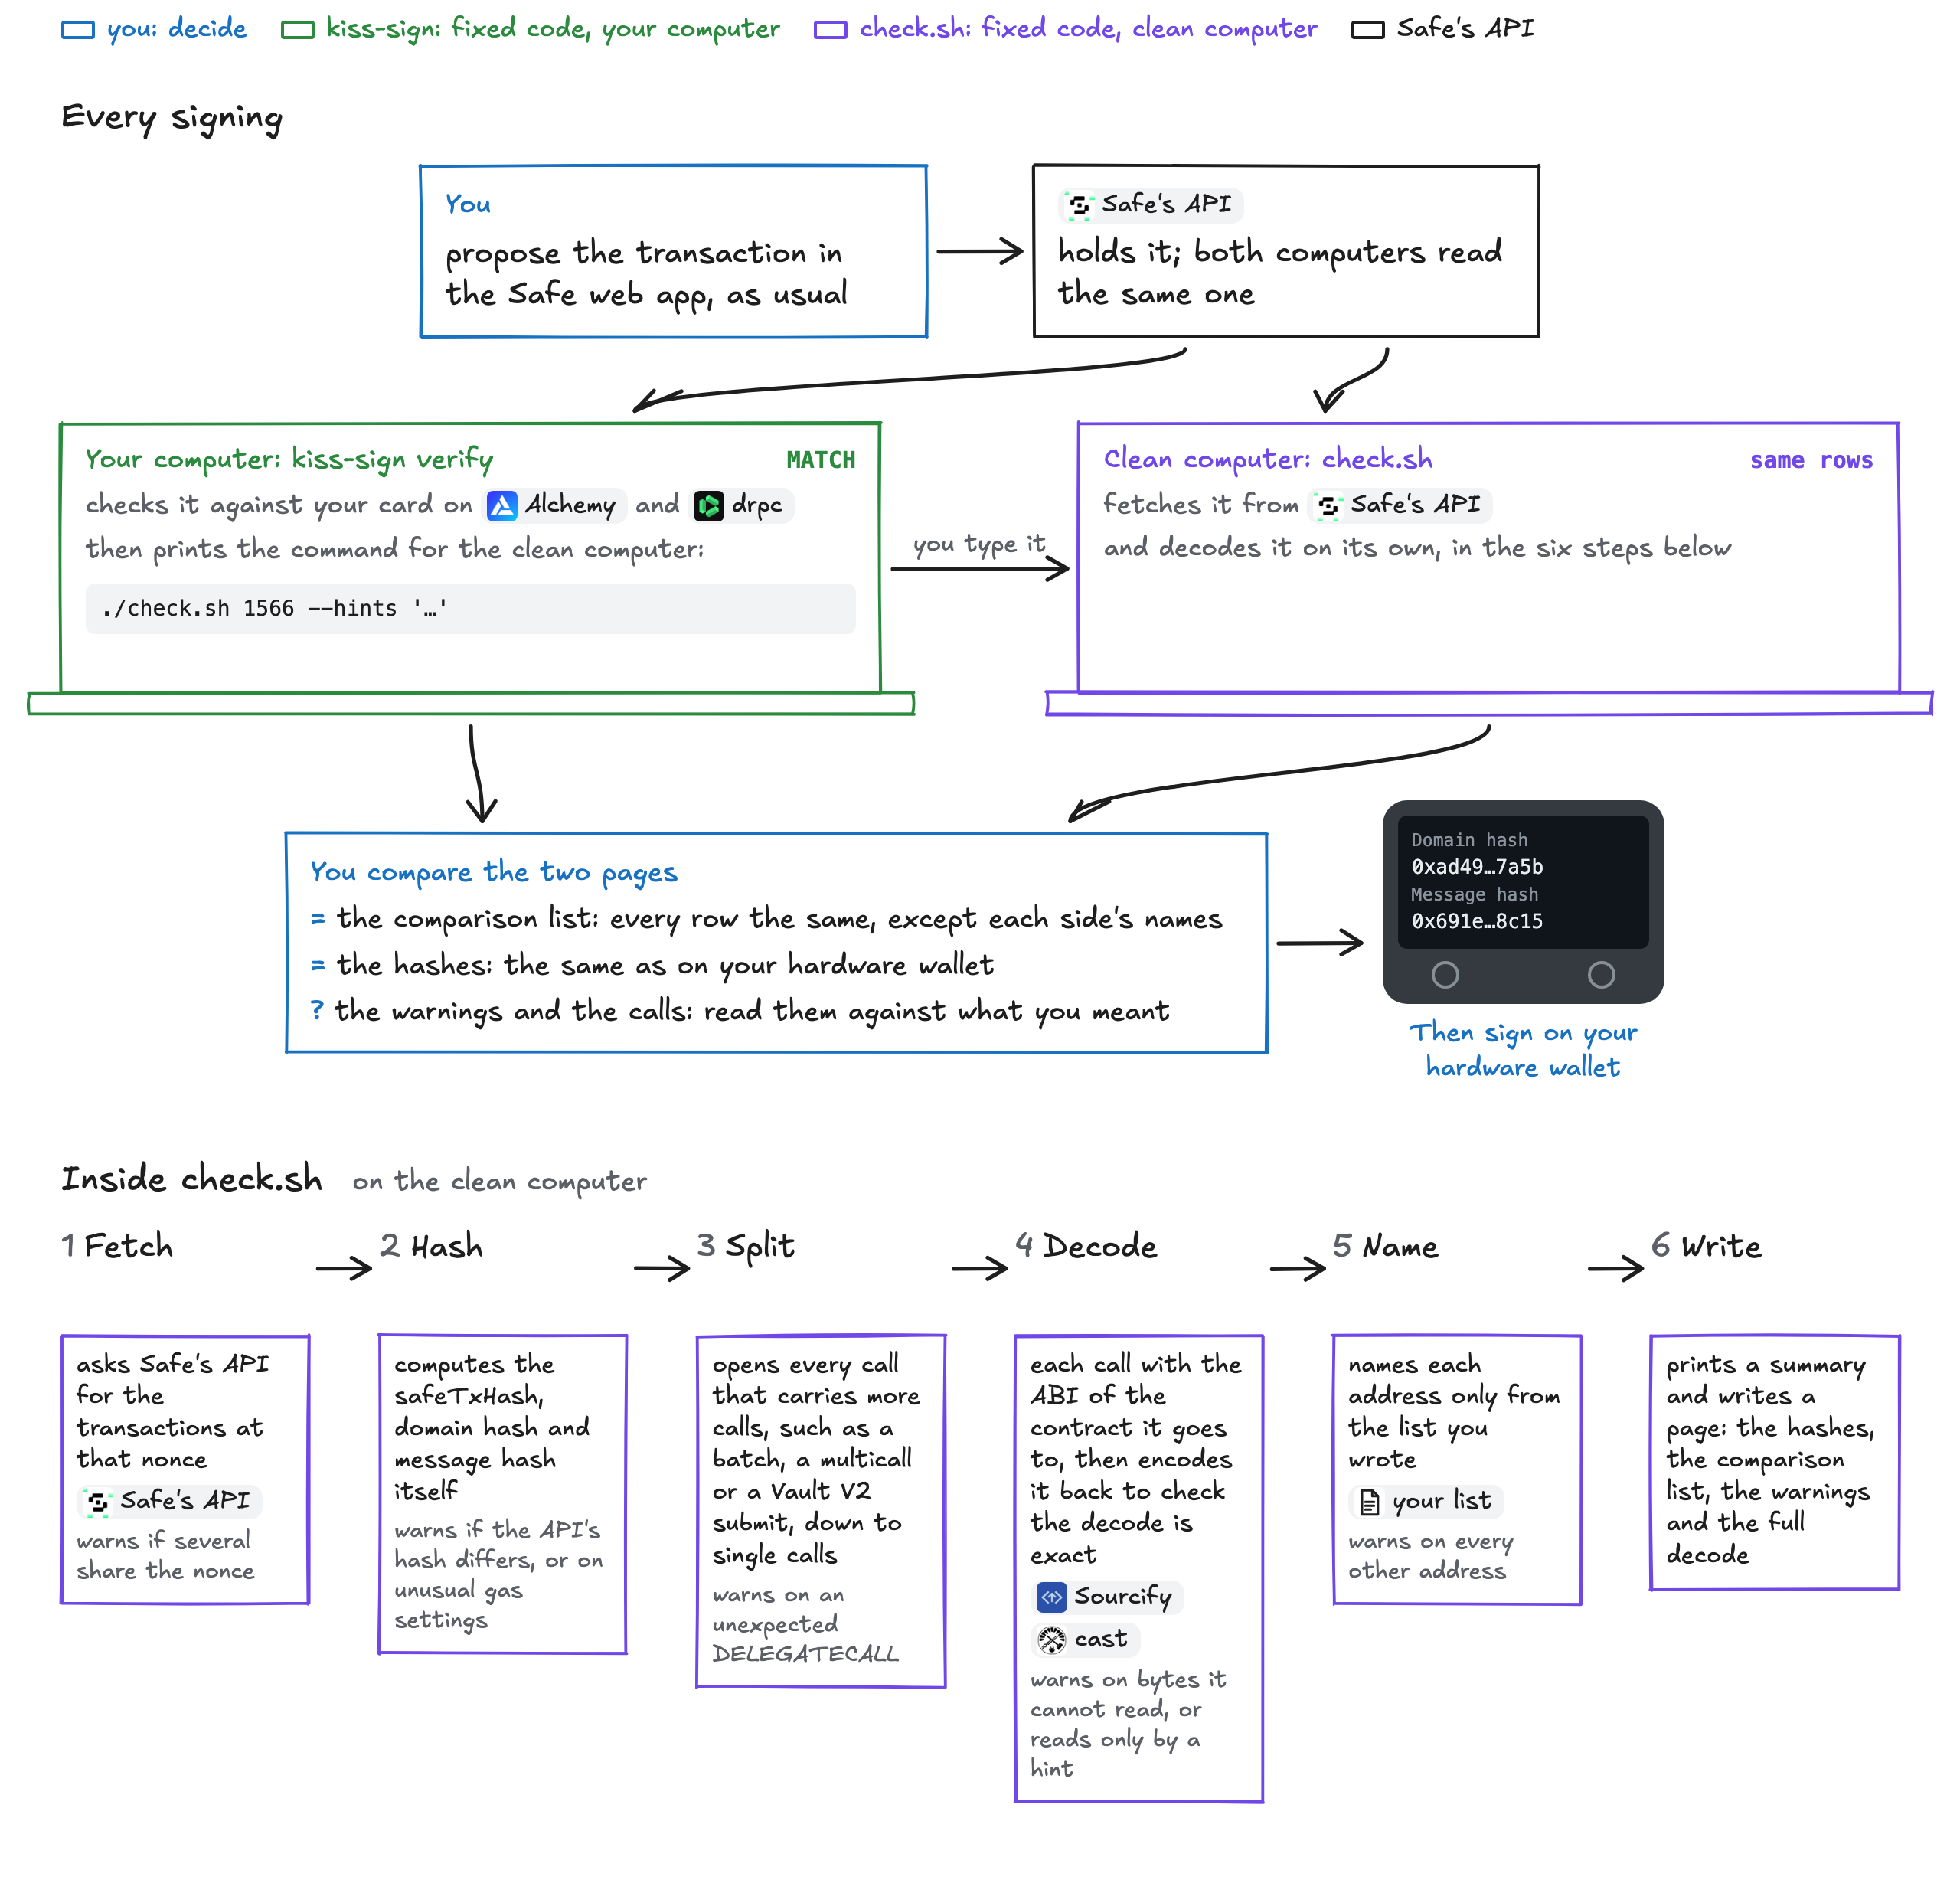 you: decide
kiss-sign: fixed code, your computer
check.sh: fixed code, clean computer
Safe's API
Every signing
You
propose the transaction in
the Safe web app, as usual
Safe's API
holds it; both computers read
the same one
Your computer: kiss-sign verify
MATCH
checks it against your card on Alchemy and drpc
then prints the command for the clean computer:
./check.sh 1566 --hints '…'
you type it
Clean computer: check.sh
same rows
fetches it from Safe's API
and decodes it on its own, in the six steps below
You compare the two pages
= the comparison list: every row the same, except each side's names
= the hashes: the same as on your hardware wallet
? the warnings and the calls: read them against what you meant
Domain hash
0xad49…7a5b
Message hash
0x691e…8c15
Then sign on your
hardware wallet
Inside check.sh on the clean computer
1 Fetch
asks Safe's API
for the
transactions at
that nonce
Safe's API
warns if several
share the nonce
2 Hash
computes the
safeTxHash,
domain hash and
message hash
itself
warns if the API's
hash differs, or on
unusual gas
settings
3 Split
opens every call
that carries more
calls, such as a
batch, a multicall
or a Vault V2
submit, down to
single calls
warns on an
unexpected
DELEGATECALL
4 Decode
each call with the
ABI of the
contract it goes
to, then encodes
it back to check
the decode is
exact
Sourcify
cast
warns on bytes it
cannot read, or
reads only by a
hint
5 Name
names each
address only from
the list you
wrote
your list
warns on every
other address
6 Write
prints a summary
and writes a
page: the hashes,
the comparison
list, the warnings
and the full
decode